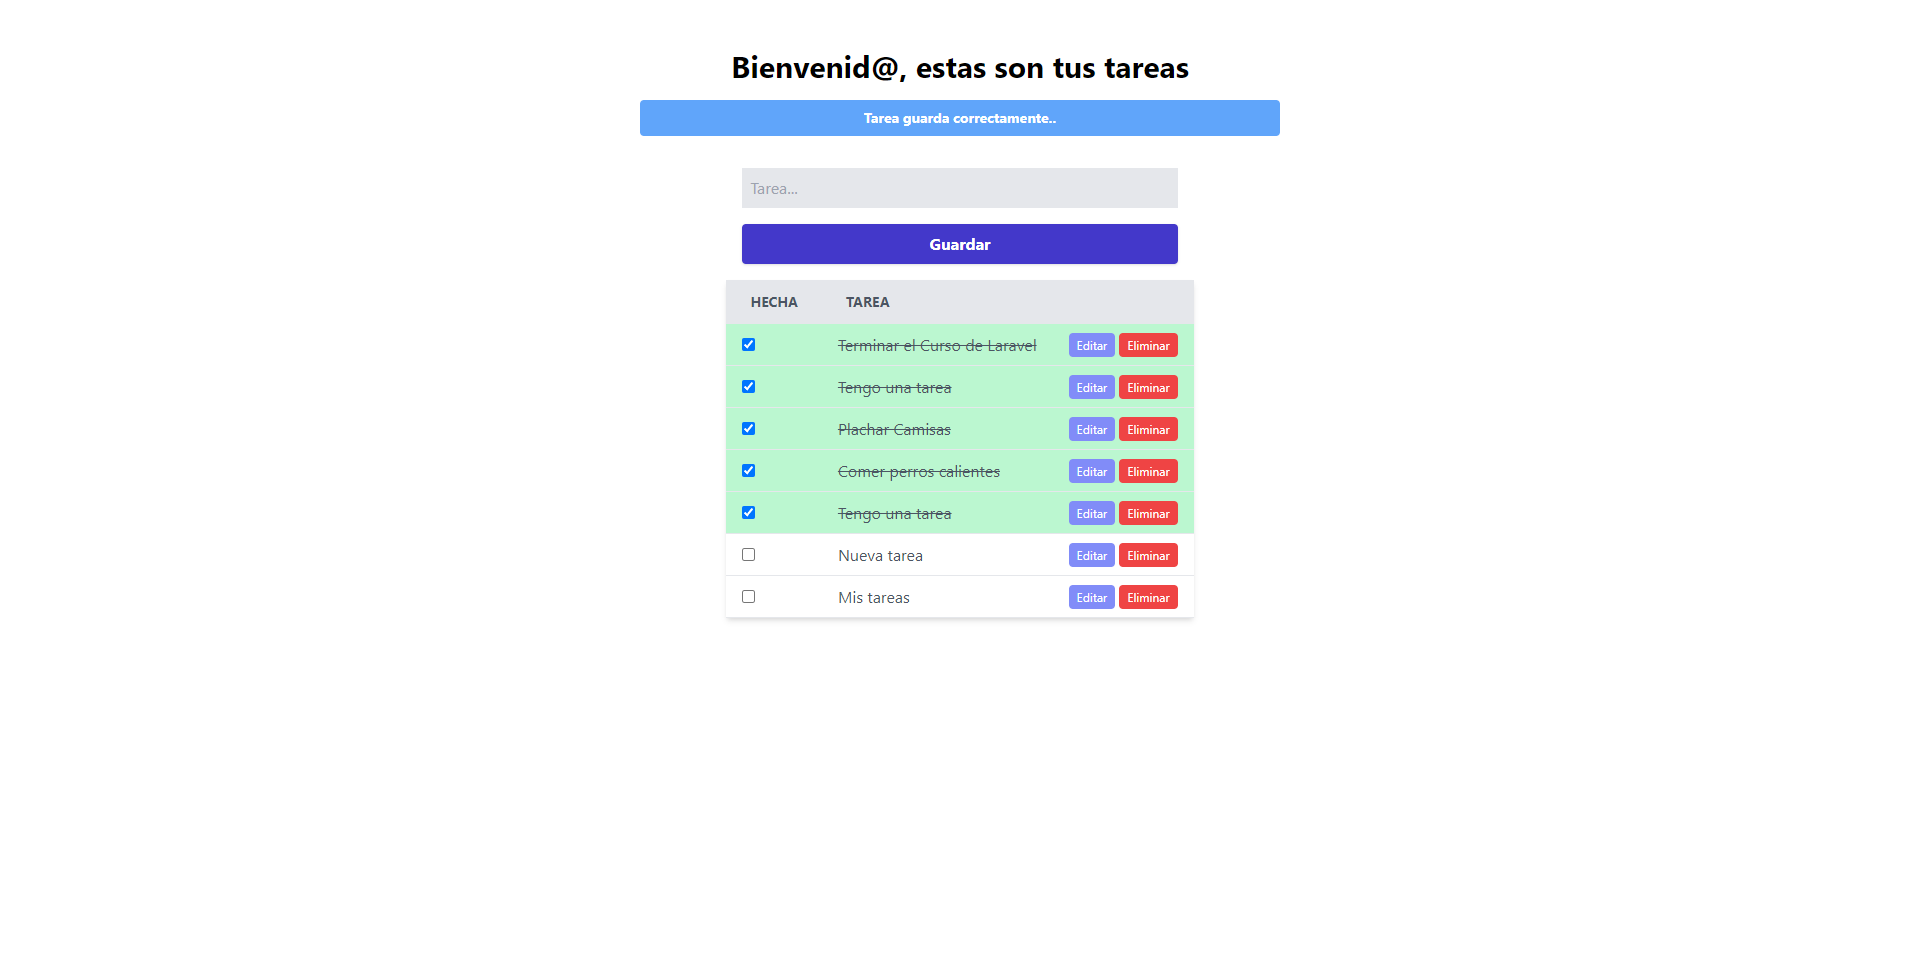 Bienvenid@, estas son tus tareas
Tarea guarda correctamente..
Tarea...
Guardar
HECHA TAREA
Terminar el Curso de Laravel Editar Eliminar
Tengo una tarea Editar Eliminar
Plachar Camisas Editar Eliminar
Comer perros calientes Editar Eliminar
Tengo una tarea Editar Eliminar
Nueva tarea Editar Eliminar
Mis tareas Editar Eliminar